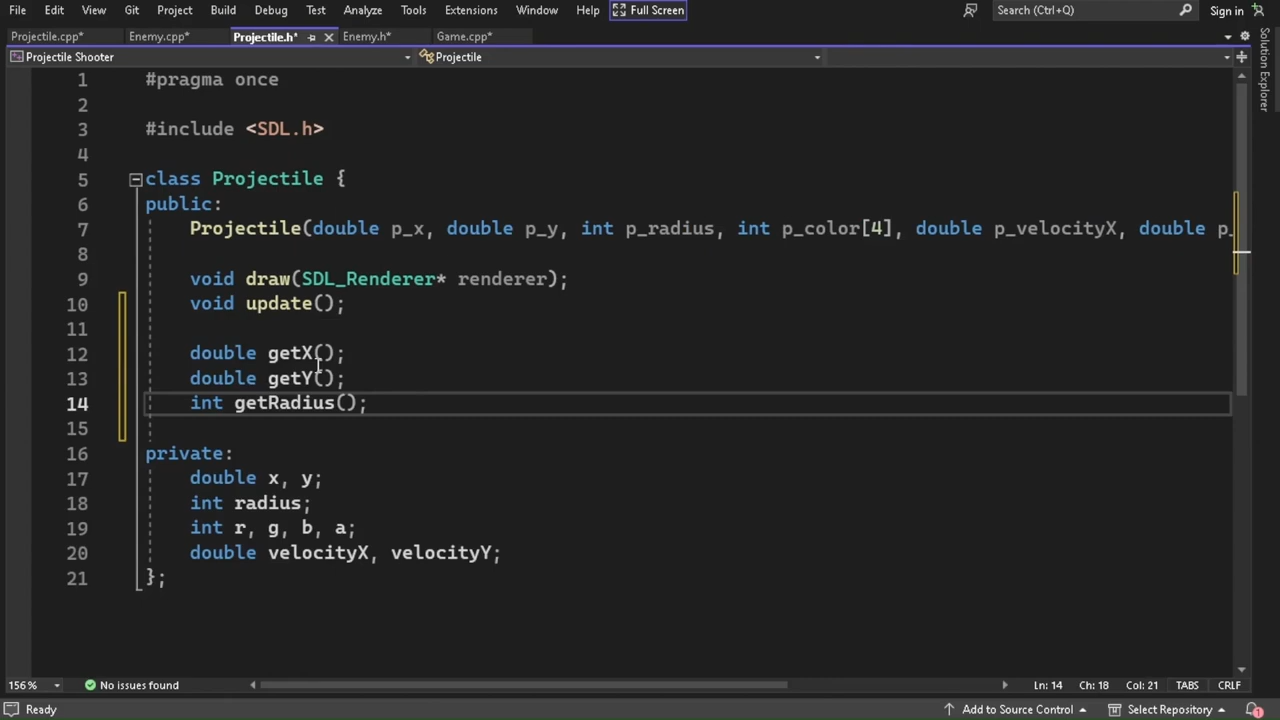 File Edit View Git Project Build Debug Test Analyze Tools Extensions Window Help Full Screen Search (Ctrl+Q) Sign in
Projectile.cpp* Enemy.cpp* Projectile.h* Enemy.h* Game.cpp*
Projectile Shooter Projectile
Solution Explorer
1 #pragma once
2
3 #include <SDL.h>
4
5 class Projectile {
6 public:
7 Projectile(double p_x, double p_y, int p_radius, int p_color[4], double p_velocityX, double p_
8
9 void draw(SDL_Renderer* renderer);
10 void update();
11
12 double getX();
13 double getY();
14 int getRadius();
15
16 private:
17 double x, y;
18 int radius;
19 int r, g, b, a;
20 double velocityX, velocityY;
21 };
156 % No issues found Ln: 14 Ch: 18 Col: 21 TABS CRLF
Ready Add to Source Control Select Repository 1